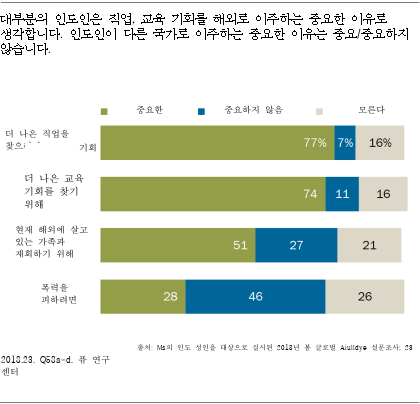 대부분의 인도인은 직업, 교육 기회를 해외로 이주하는 중요한 이유로
생각합니다. 인도인이 다른 국가로 이주하는 중요한 이유는 중요/중요하지
않습니다.
중요한 중요하지 않음 모른다
더 나은 직업을
찾으 기회
77% 7% 16%
더 나은 교육
기회를 찾기
위해
74 11 16
현재 해외에 살고
있는 가족과
재회하기 위해
51 27 21
폭력을
피하려면
28 46 26
출처: Ms의 인도 성인을 대상으로 실시된 2018년 봄 글로벌 설문조사, 23
2018.23. Q58a-d. 퓨 연구
센터